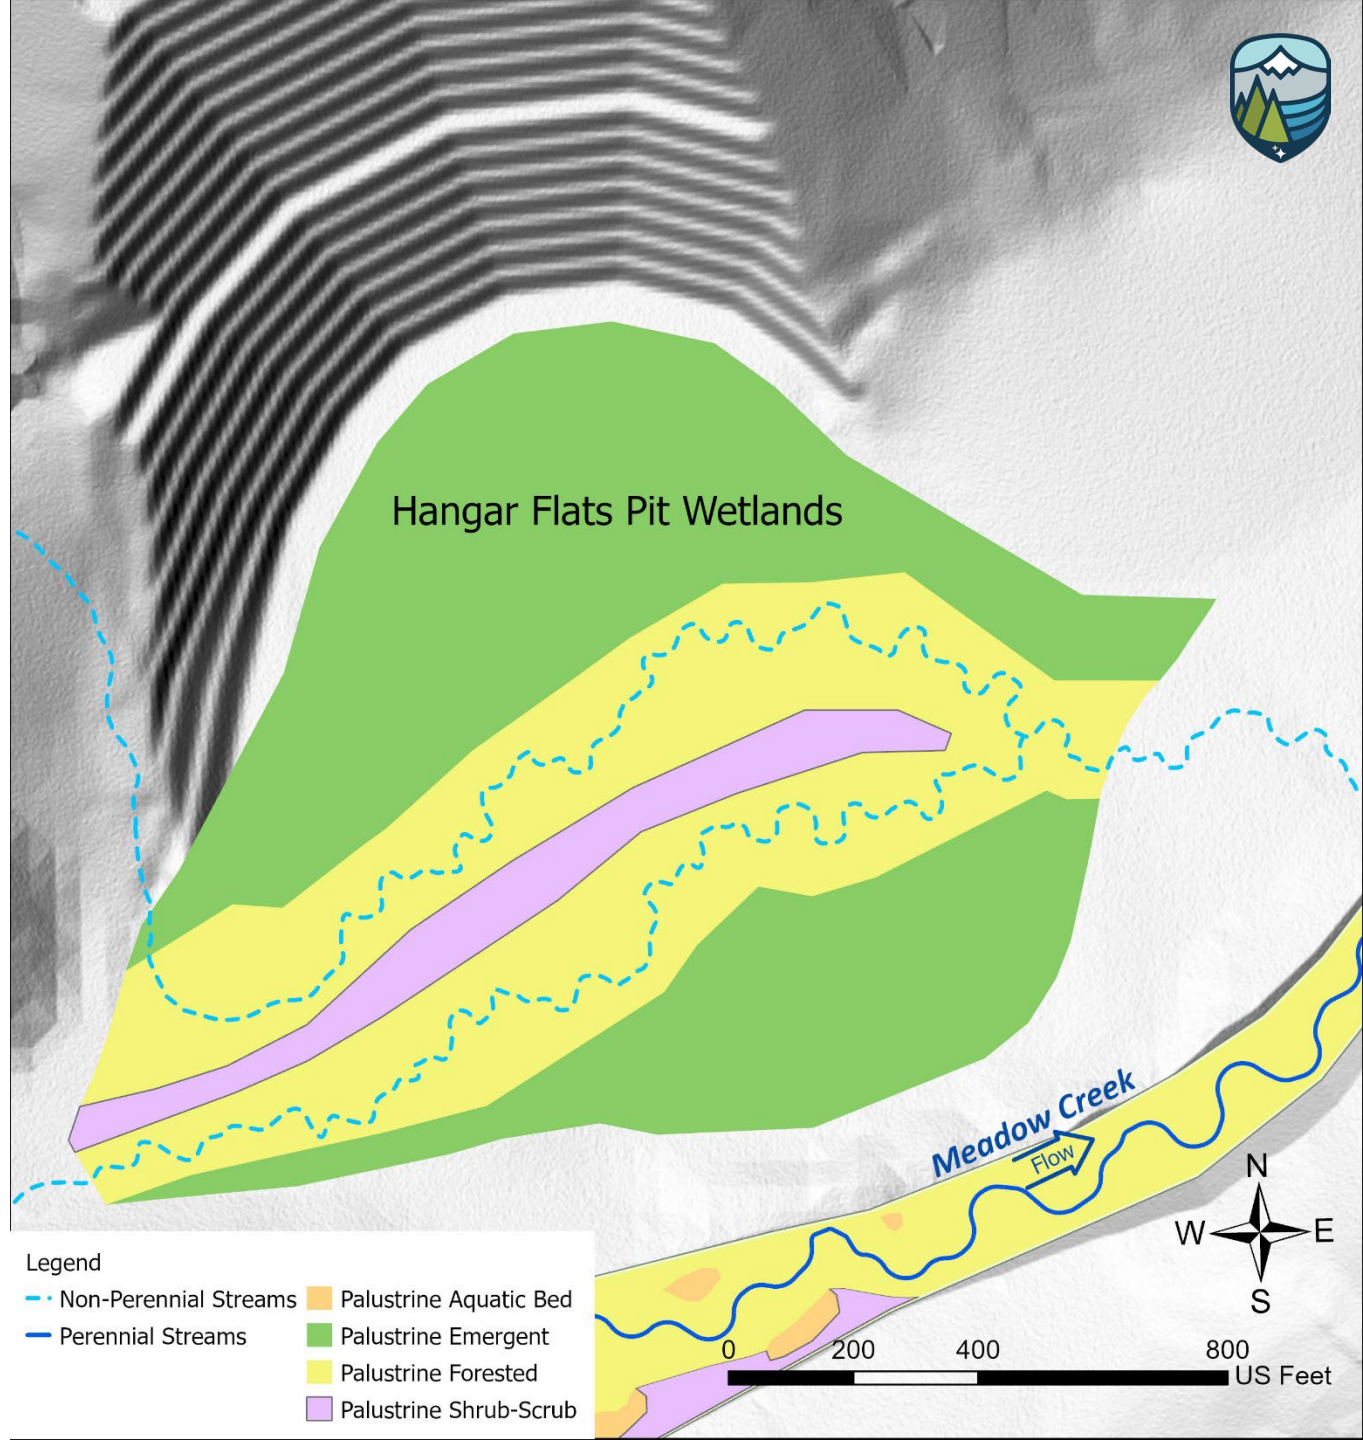 Hangar Flats Pit Wetlands
Meadow Creek
Flow
N
W E
S
Legend
Non-Perennial Streams
Perennial Streams
Palustrine Aquatic Bed
Palustrine Emergent
Palustrine Forested
Palustrine Shrub-Scrub
0 200 400 800
US Feet